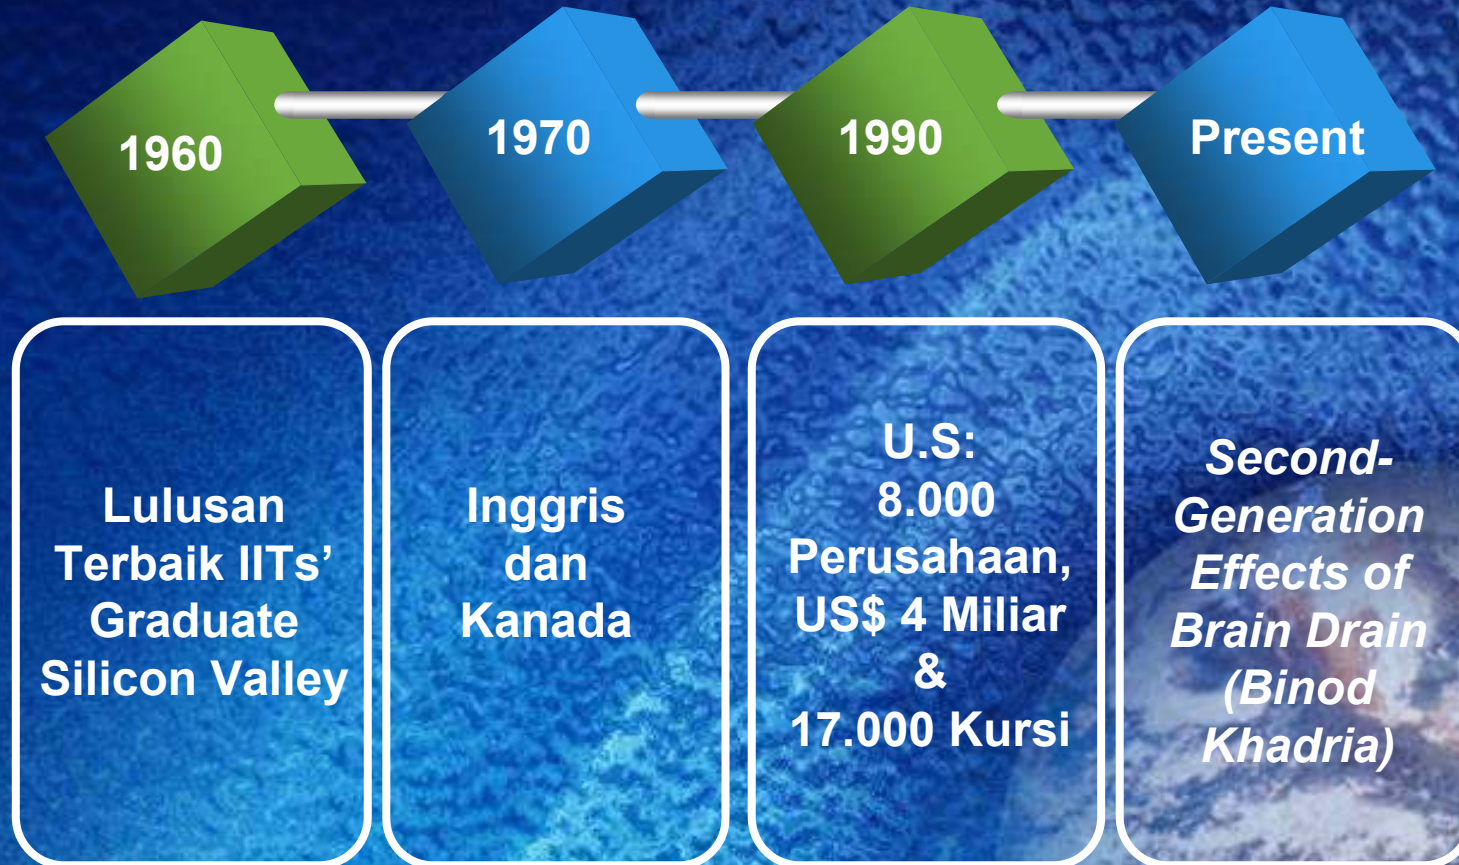 1960
1970
1990
Present
Lulusan
Terbaik IITs’
Graduate
Silicon Valley
Inggris
dan
Kanada
U.S:
8.000
Perusahaan,
US$ 4 Miliar
&
17.000 Kursi
Second-
Generation
Effects of
Brain Drain
(Binod
Khadria)